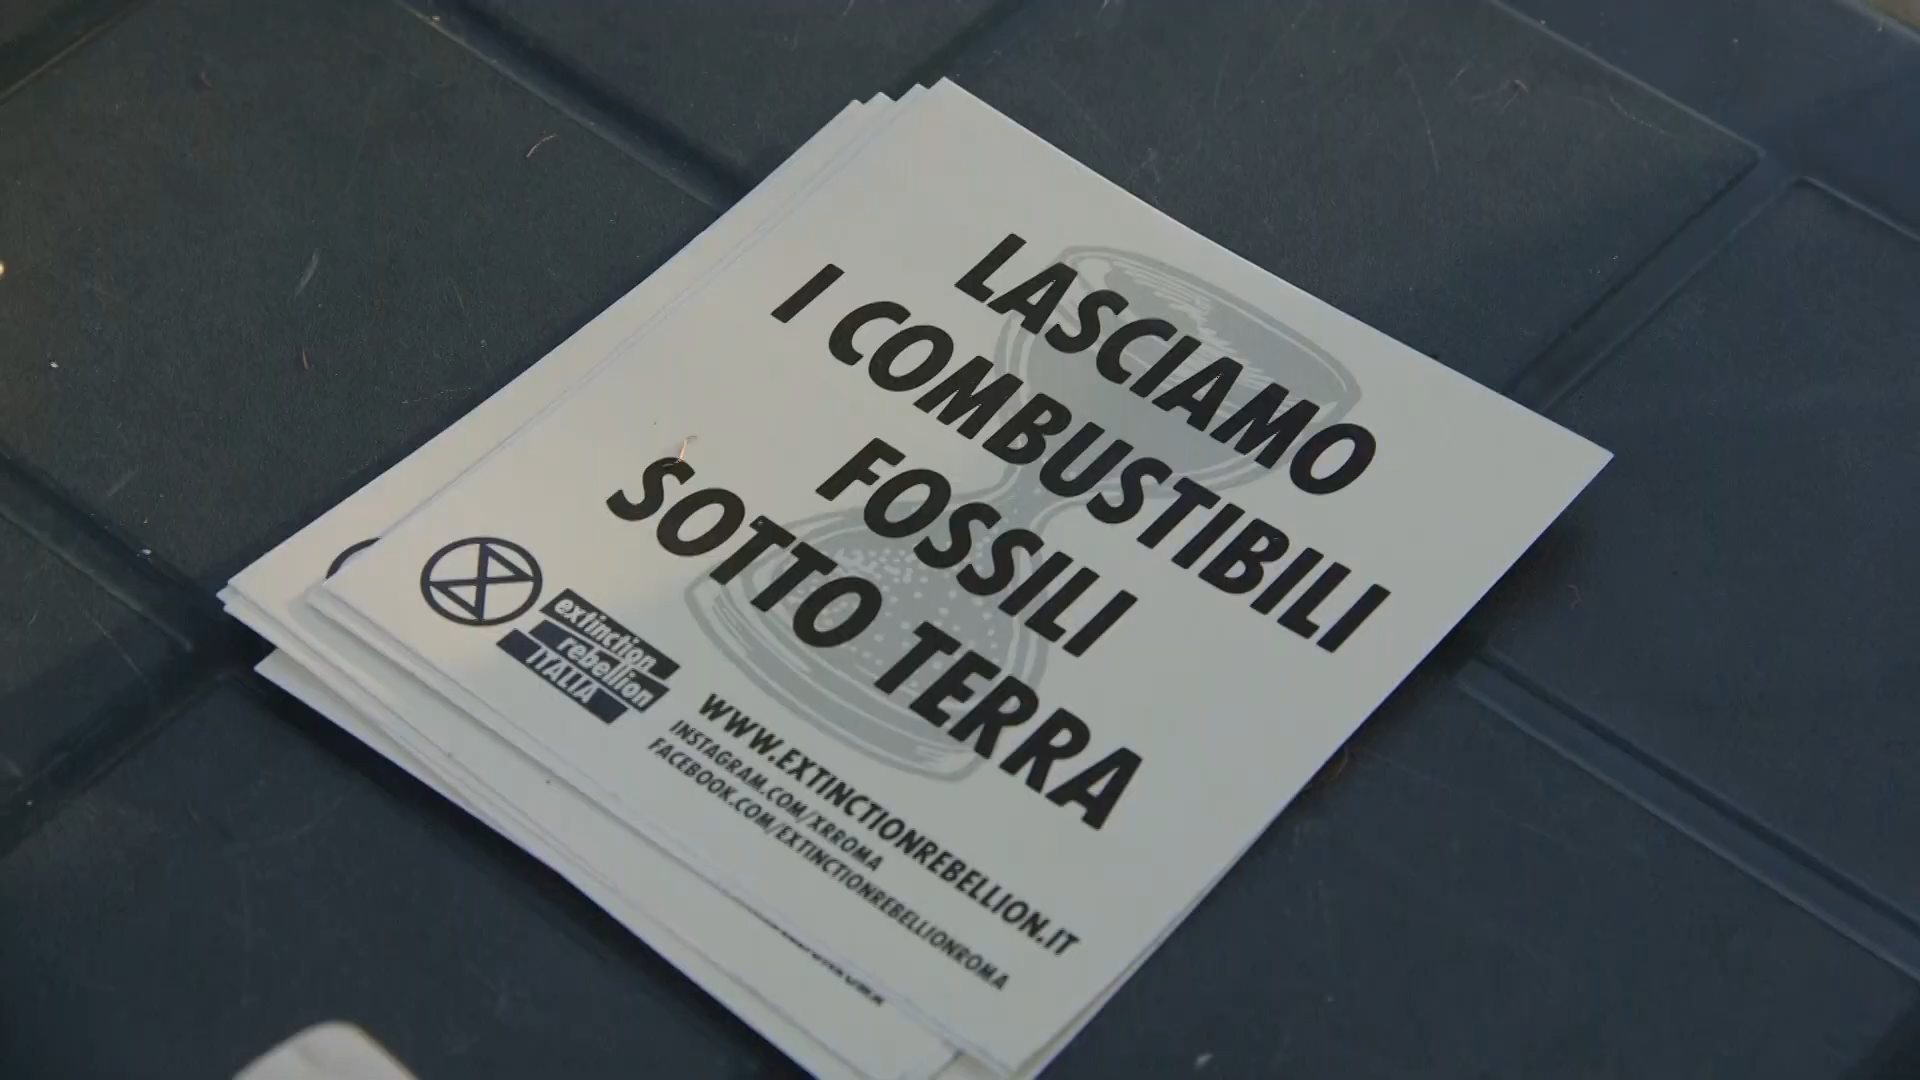 LASCIAMO
I COMBUSTIBILI
FOSSILI
SOTTO TERRA
extinction
rebellion
ITALIA
WWW.EXTINCTIONREBELLION.IT
INSTAGRAM.COM/XRROMA
FACEBOOK.COM/EXTINCTIONREBELLIONROMA